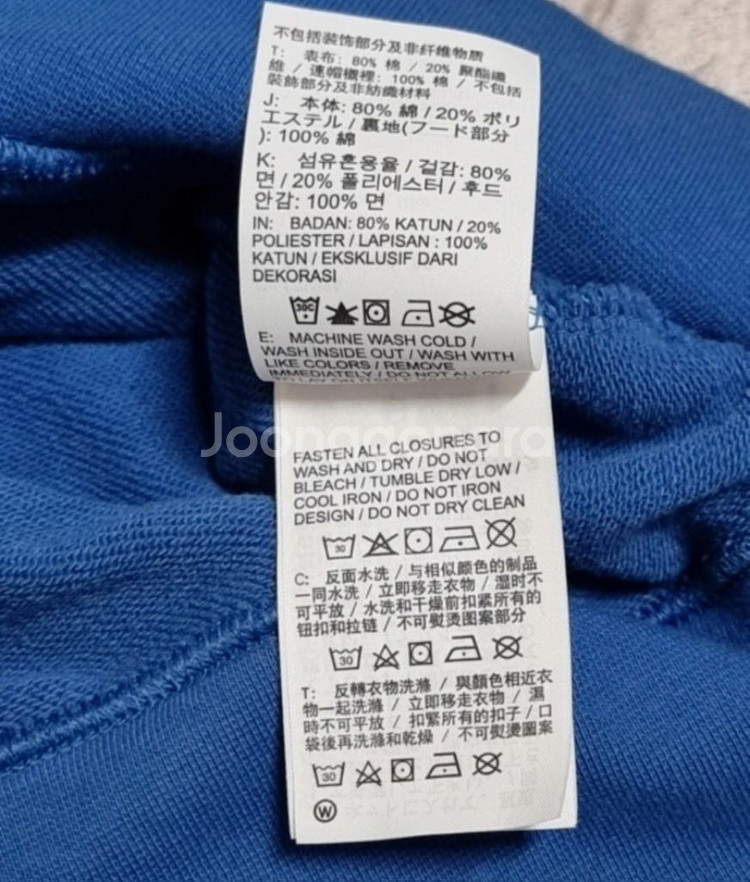 不包括装饰部分及非纤维物质
T: 表布: 80% 棉 / 20% 聚酯纖
維 / 連帽襯裡: 100% 棉 / 不包括
裝飾部分及非紡織材料
J: 本体: 80% 綿 / 20% ポリ
エステル / 裏地(フード部分
): 100% 綿
K: 섬유혼용율 / 겉감: 80%
면 / 20% 폴리에스터 / 후드
안감: 100% 면
IN: BADAN: 80% KATUN / 20%
POLIESTER / LAPISAN : 100%
KATUN / EKSKLUSIF DARI
DEKORASI
30C
E: MACHINE WASH COLD /
WASH INSIDE OUT / WASH WITH
LIKE COLORS / REMOVE
IMMEDIATELY / DO NOT ALLOW
Joonggonara
FASTEN ALL CLOSURES TO
WASH AND DRY / DO NOT
BLEACH / TUMBLE DRY LOW /
COOL IRON / DO NOT IRON
DESIGN / DO NOT DRY CLEAN
30
C: 反面水洗 / 与相似颜色的制品
一同水洗 / 立即移走衣物 / 湿时不
可平放 / 水洗和干燥前扣紧所有的
钮扣和拉链 / 不可熨烫图案部分
30
T: 反轉衣物洗滌 / 與顏色相近衣
物一起洗滌 / 立即移走衣物 / 濕
時不可平放 / 扣緊所有的扣子 / 口
袋後再洗滌和乾燥 / 不可熨燙圖案
30
W